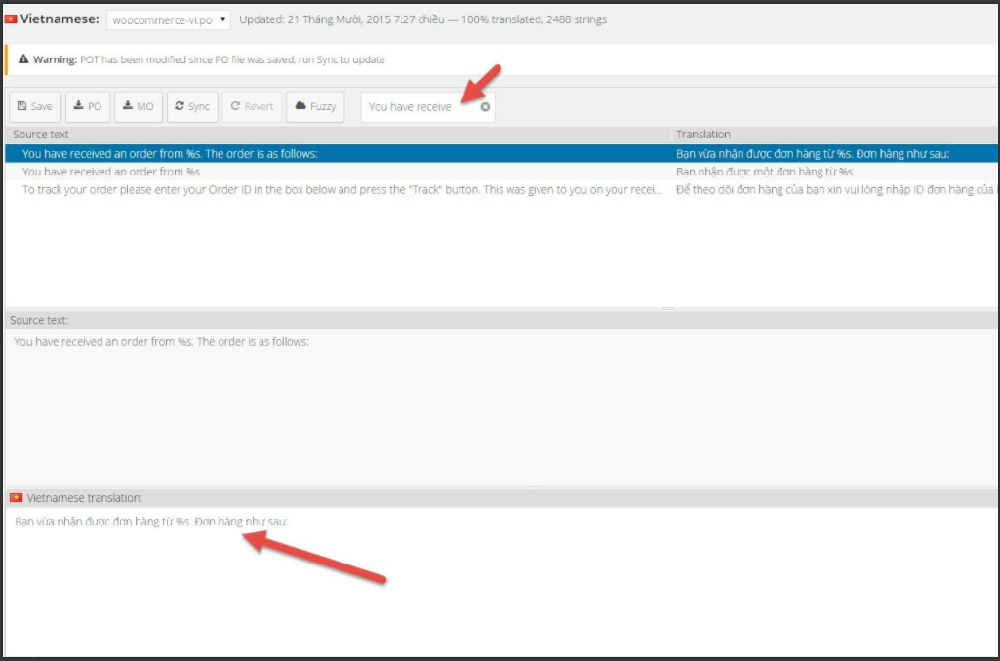 Vietnamese: woocommerce-vi.po Updated: 21 Tháng Mười, 2015 7:27 chiều — 100% translated, 2488 strings
Warning: POT has been modified since PO file was saved, run Sync to update
Save PO MO Sync Revert Fuzzy You have receive
Source text Translation
You have received an order from %s. The order is as follows: Bạn vừa nhận được đơn hàng từ %s. Đơn hàng như sau:
You have received an order from %s. Bạn nhận được một đơn hàng từ %s
To track your order please enter your Order ID in the box below and press the "Track" button. This was given to you on your recei... Để theo dõi đơn hàng của bạn xin vui lòng nhập ID đơn hàng của
Source text:
You have received an order from %s. The order is as follows:
Vietnamese translation:
Bạn vừa nhận được đơn hàng từ %s. Đơn hàng như sau: